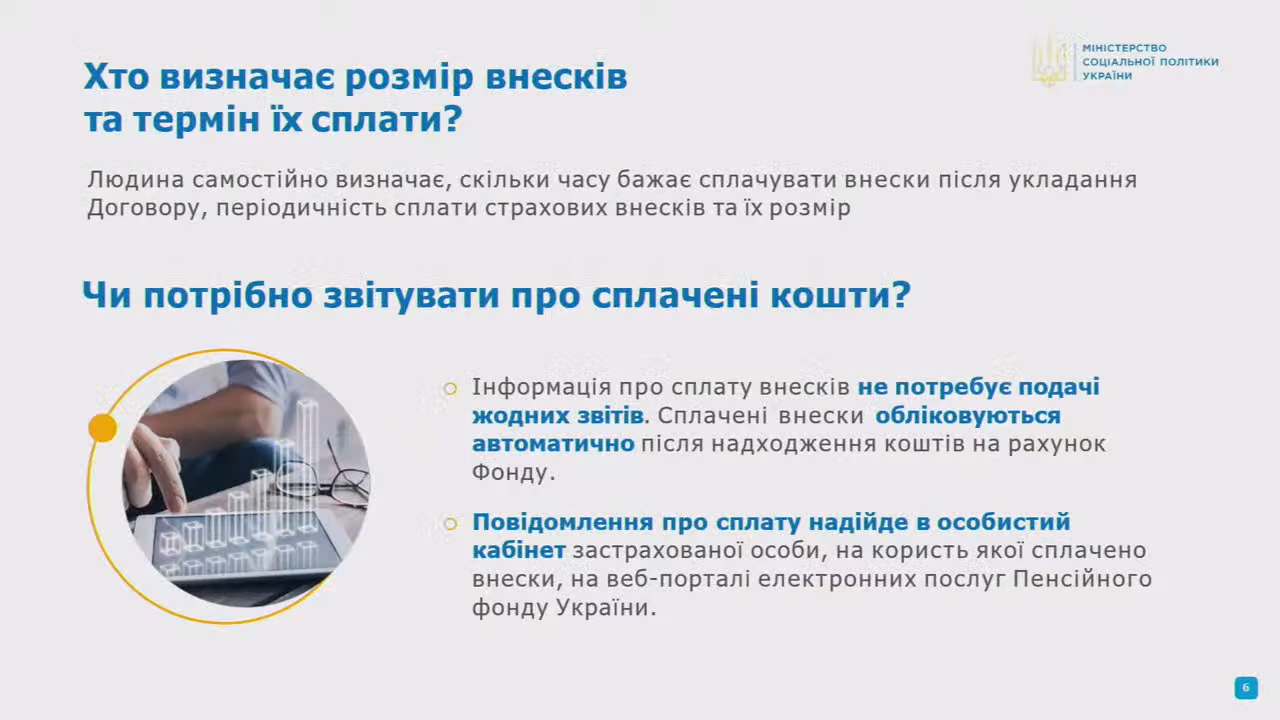 МІНІСТЕРСТВО
СОЦІАЛЬНОЇ ПОЛІТИКИ
УКРАЇНИ
Хто визначає розмір внесків
та термін їх сплати?
Людина самостійно визначає, скільки часу бажає сплачувати внески після укладання
Договору, періодичність сплати страхових внесків та їх розмір
Чи потрібно звітувати про сплачені кошти?
Інформація про сплату внесків не потребує подачі
жодних звітів. Сплачені внески обліковуються
автоматично після надходження коштів на рахунок
Фонду.
Повідомлення про сплату надійде в особистий
кабінет застрахованої особи, на користь якої сплачено
внески, на веб-порталі електронних послуг Пенсійного
фонду України.
6